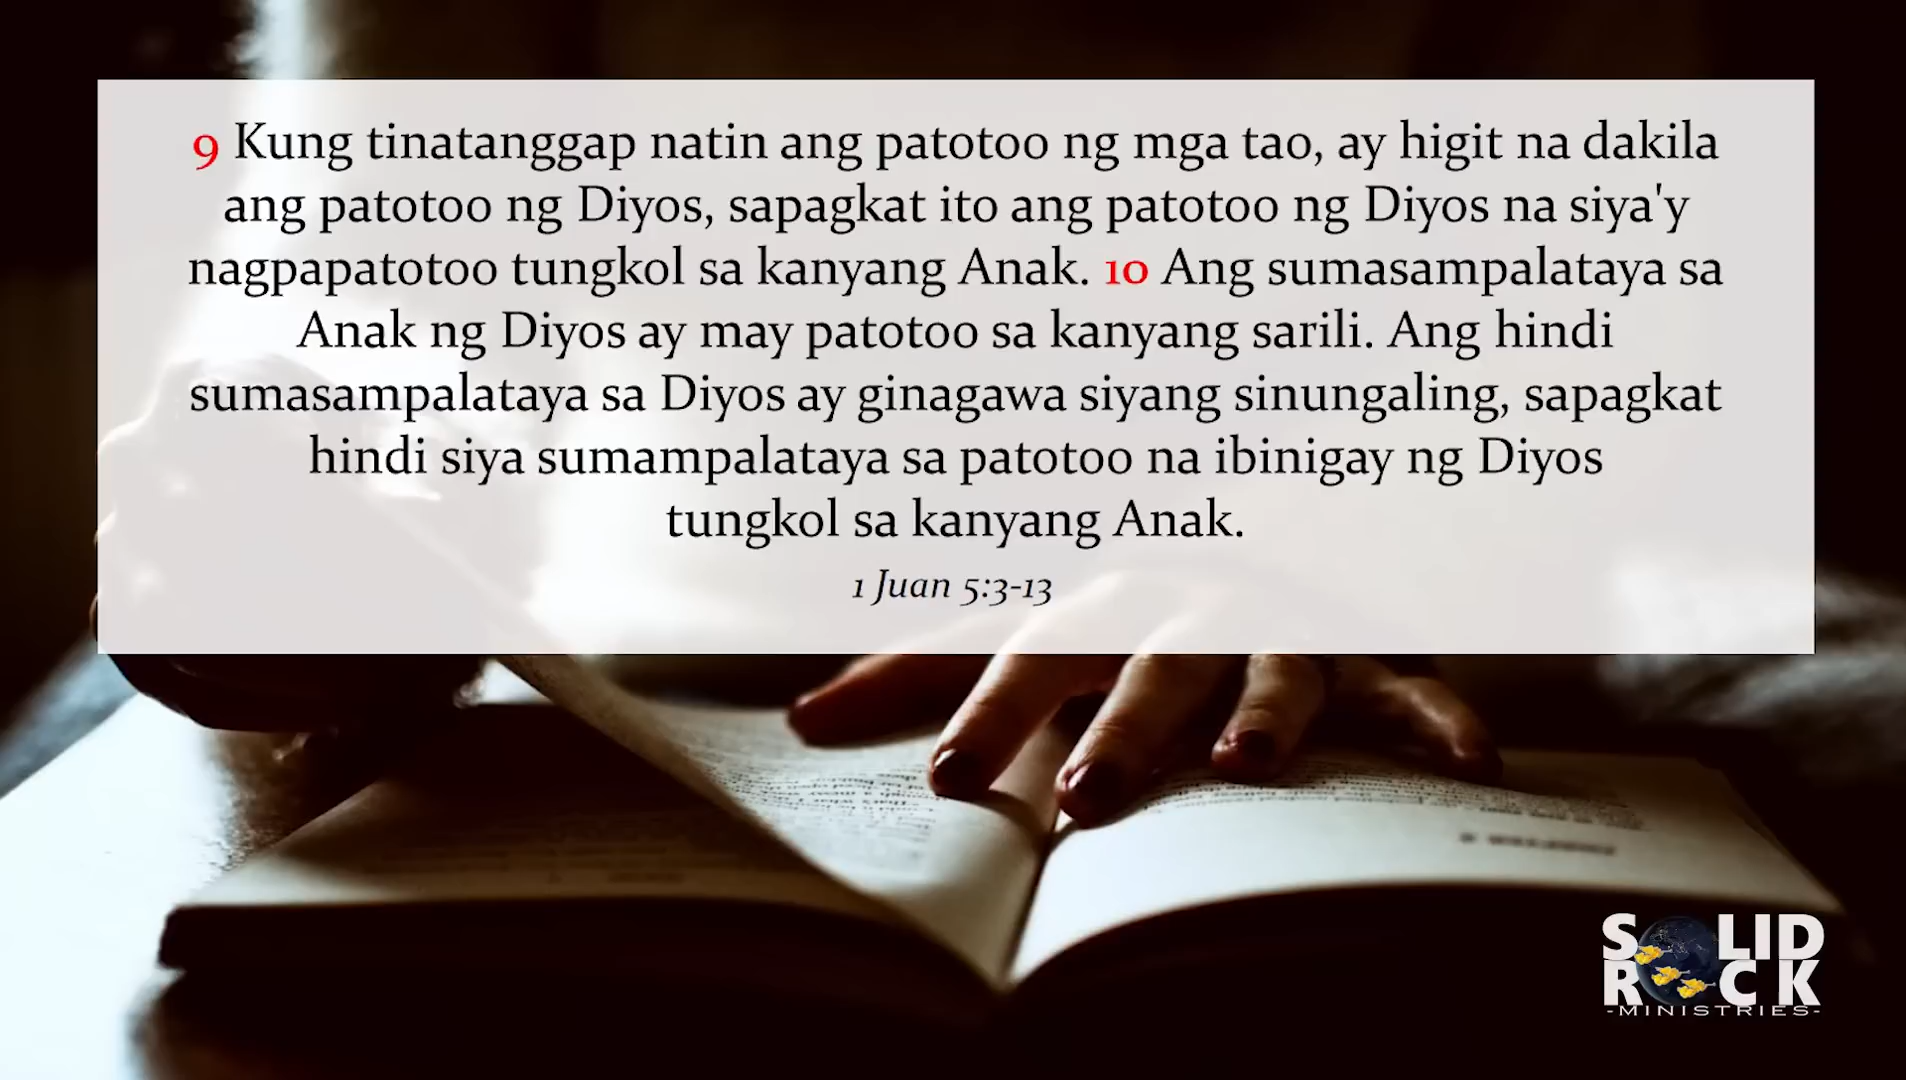 9 Kung tinatanggap natin ang patotoo ng mga tao, ay higit na dakila
ang patotoo ng Diyos, sapagkat ito ang patotoo ng Diyos na siya'y
nagpapatotoo tungkol sa kanyang Anak. 10 Ang sumasampalataya sa
Anak ng Diyos ay may patotoo sa kanyang sarili. Ang hindi
sumasampalataya sa Diyos ay ginagawa siyang sinungaling, sapagkat
hindi siya sumampalataya sa patotoo na ibinigay ng Diyos
tungkol sa kanyang Anak.
1 Juan 5:3-13
SOLID
ROCK
-MINISTRIES-